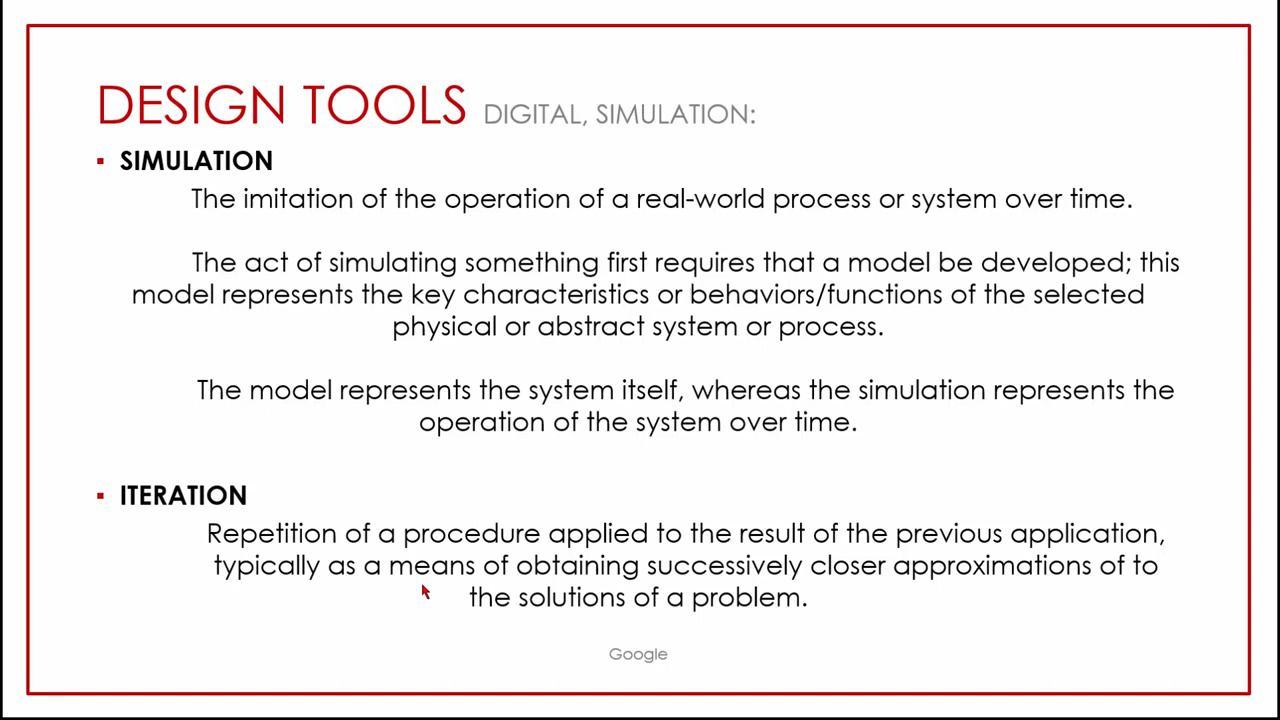 DESIGN TOOLS DIGITAL, SIMULATION:
▪ SIMULATION
The imitation of the operation of a real-world process or system over time.
The act of simulating something first requires that a model be developed; this
model represents the key characteristics or behaviors/functions of the selected
physical or abstract system or process.
The model represents the system itself, whereas the simulation represents the
operation of the system over time.
▪ ITERATION
Repetition of a procedure applied to the result of the previous application,
typically as a means of obtaining successively closer approximations of to
the solutions of a problem.
Google